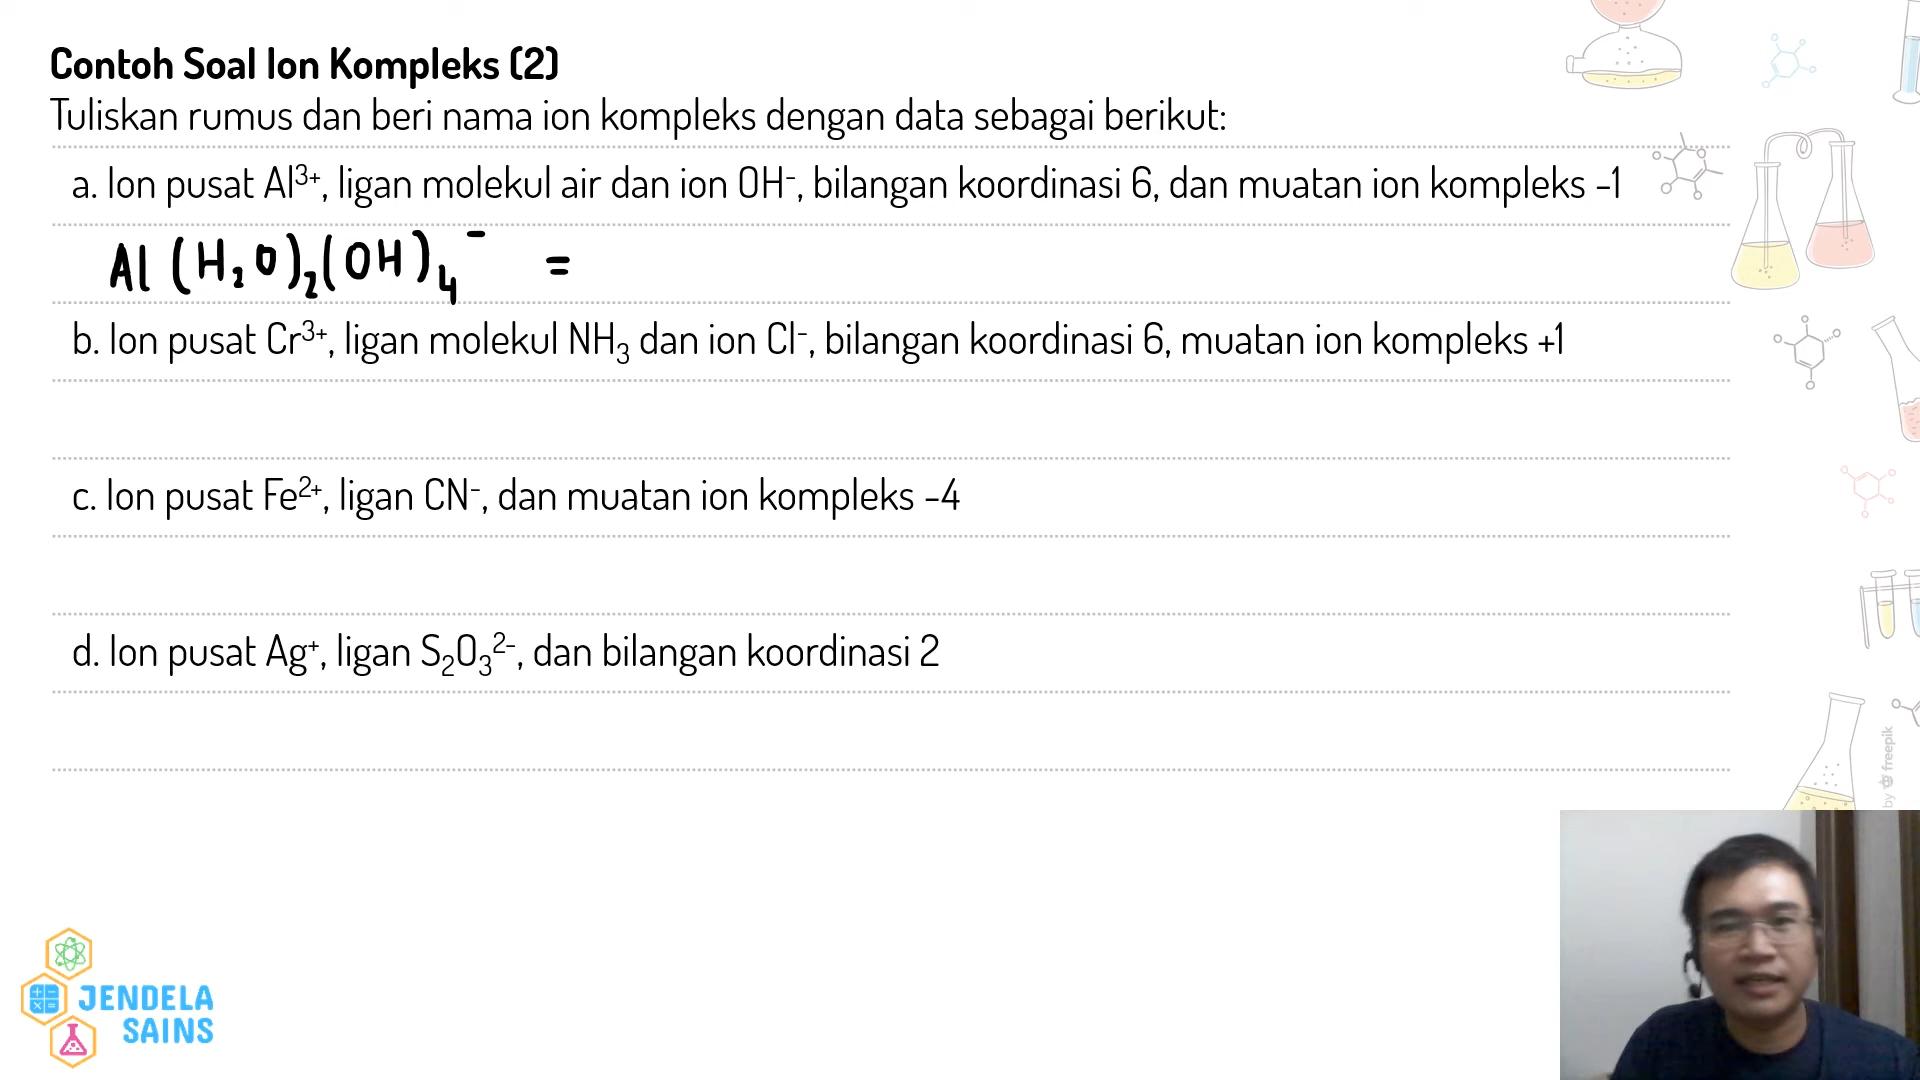 Contoh Soal Ion Kompleks (2)
Tuliskan rumus dan beri nama ion kompleks dengan data sebagai berikut:
a. Ion pusat Al³⁺, ligan molekul air dan ion OH⁻, bilangan koordinasi 6, dan muatan ion kompleks -1
Al (H₂O)₂(OH)₄⁻ =
b. Ion pusat Cr³⁺, ligan molekul NH₃ dan ion Cl⁻, bilangan koordinasi 6, muatan ion kompleks +1
c. Ion pusat Fe²⁺, ligan CN⁻, dan muatan ion kompleks -4
d. Ion pusat Ag⁺, ligan S₂O₃²⁻, dan bilangan koordinasi 2
by freepik
JENDELA
SAINS